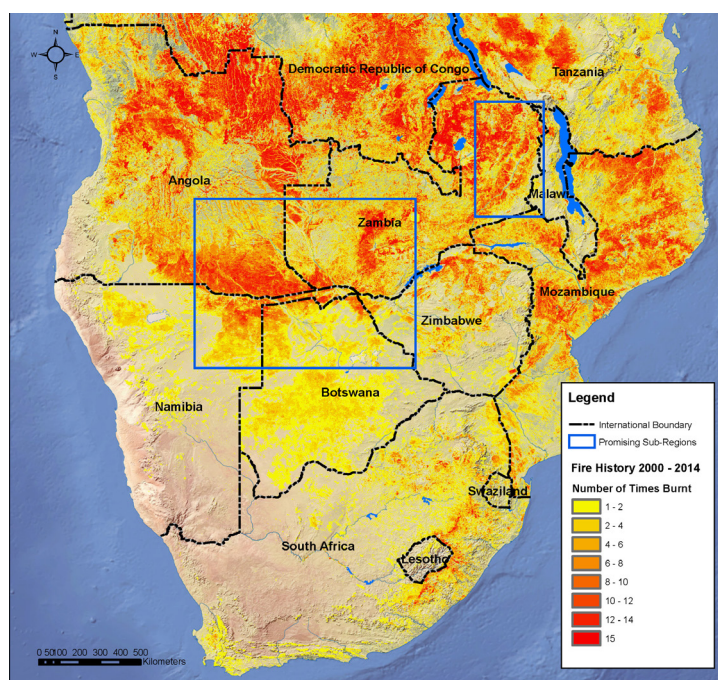 N
W E
S
Democratic Republic of Congo
Tanzania
Angola
Malawi
Zambia
Mozambique
Zimbabwe
Namibia
Botswana
Swaziland
South Africa
Lesotho
Legend
International Boundary
Promising Sub-Regions
Fire History 2000 - 2014
Number of Times Burnt
1 - 2
2 - 4
4 - 6
6 - 8
8 - 10
10 - 12
12 - 14
15
0 50 100 200 300 400 500
Kilometers